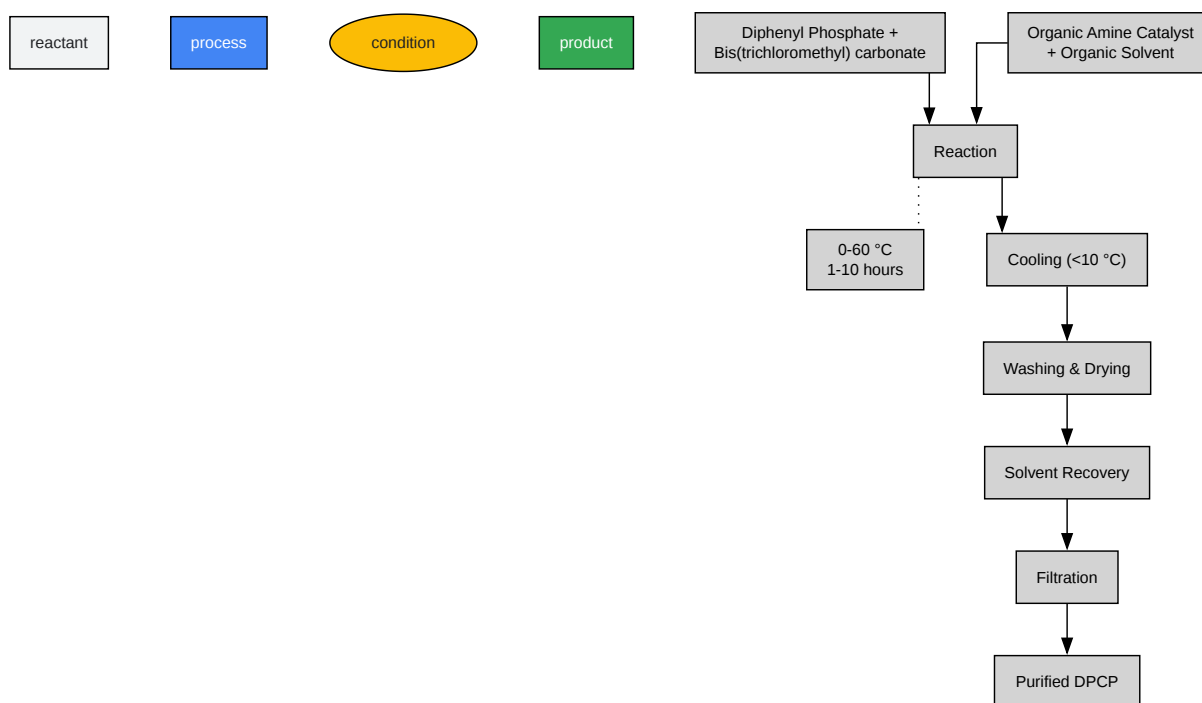 reactant
process
condition
product
Diphenyl Phosphate +
Bis(trichloromethyl) carbonate
Organic Amine Catalyst
+ Organic Solvent
Reaction
0-60 °C
1-10 hours
Cooling (<10 °C)
Washing & Drying
Solvent Recovery
Filtration
Purified DPCP